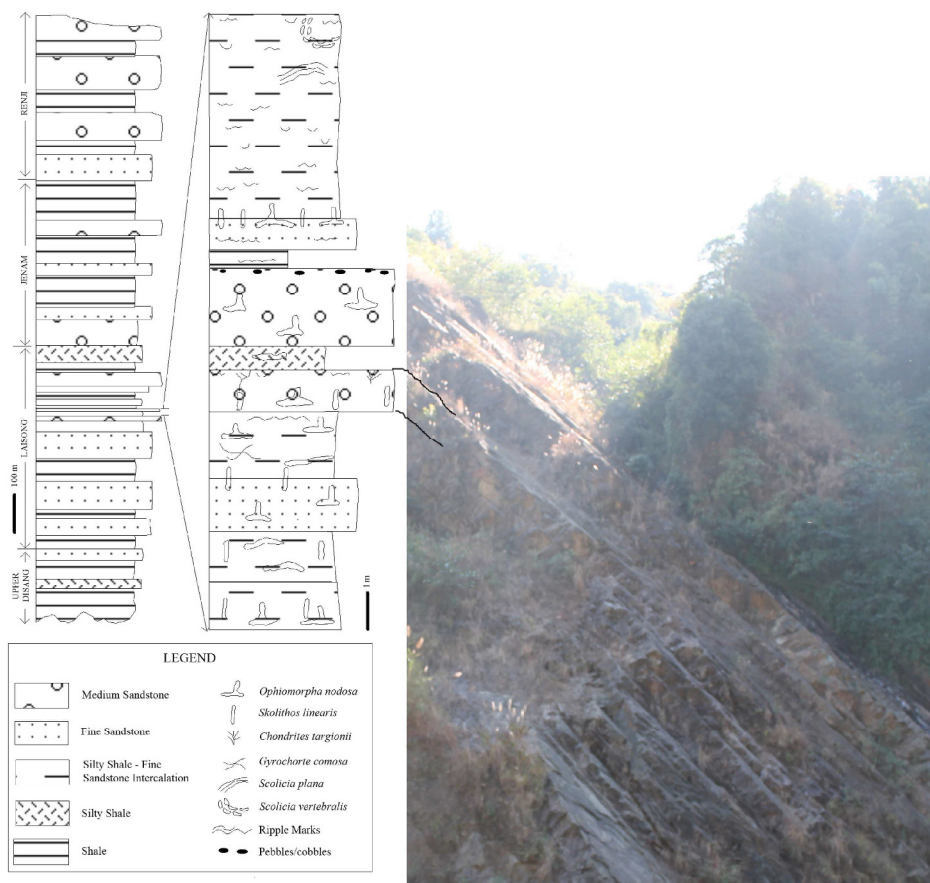 RENJI
JENAM
LAISONG
UPPER
DISANG
100 m
1 m
LEGEND
Medium Sandstone
Fine Sandstone
Silty Shale - Fine
Sandstone Intercalation
Silty Shale
Shale
Ophiomorpha nodosa
Skolithos linearis
Chondrites targionii
Gyrochorte comosa
Scolicia plana
Scolicia vertebralis
Ripple Marks
Pebbles/cobbles